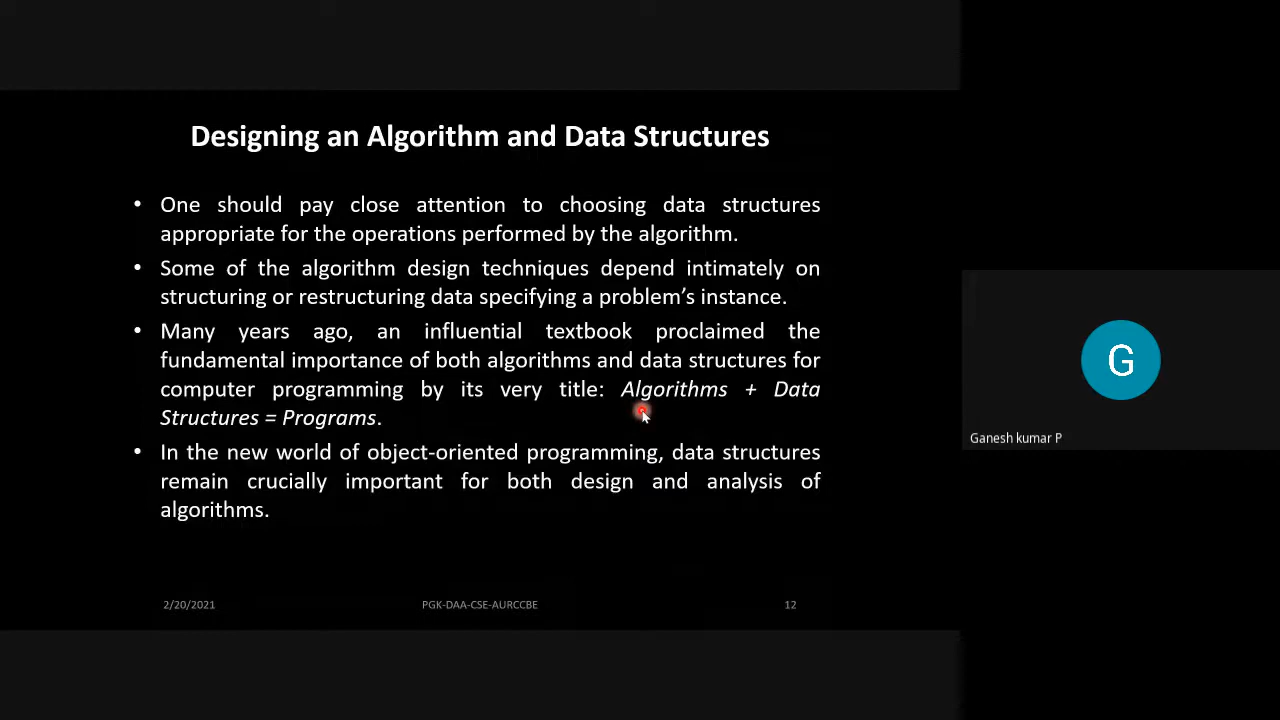 Designing an Algorithm and Data Structures
• One should pay close attention to choosing data structures
appropriate for the operations performed by the algorithm.
• Some of the algorithm design techniques depend intimately on
structuring or restructuring data specifying a problem’s instance.
• Many years ago, an influential textbook proclaimed the
fundamental importance of both algorithms and data structures for
computer programming by its very title: Algorithms + Data
Structures = Programs.
• In the new world of object-oriented programming, data structures
remain crucially important for both design and analysis of
algorithms.
2/20/2021
PGK-DAA-CSE-AURCCBE
12
G
Ganesh kumar P